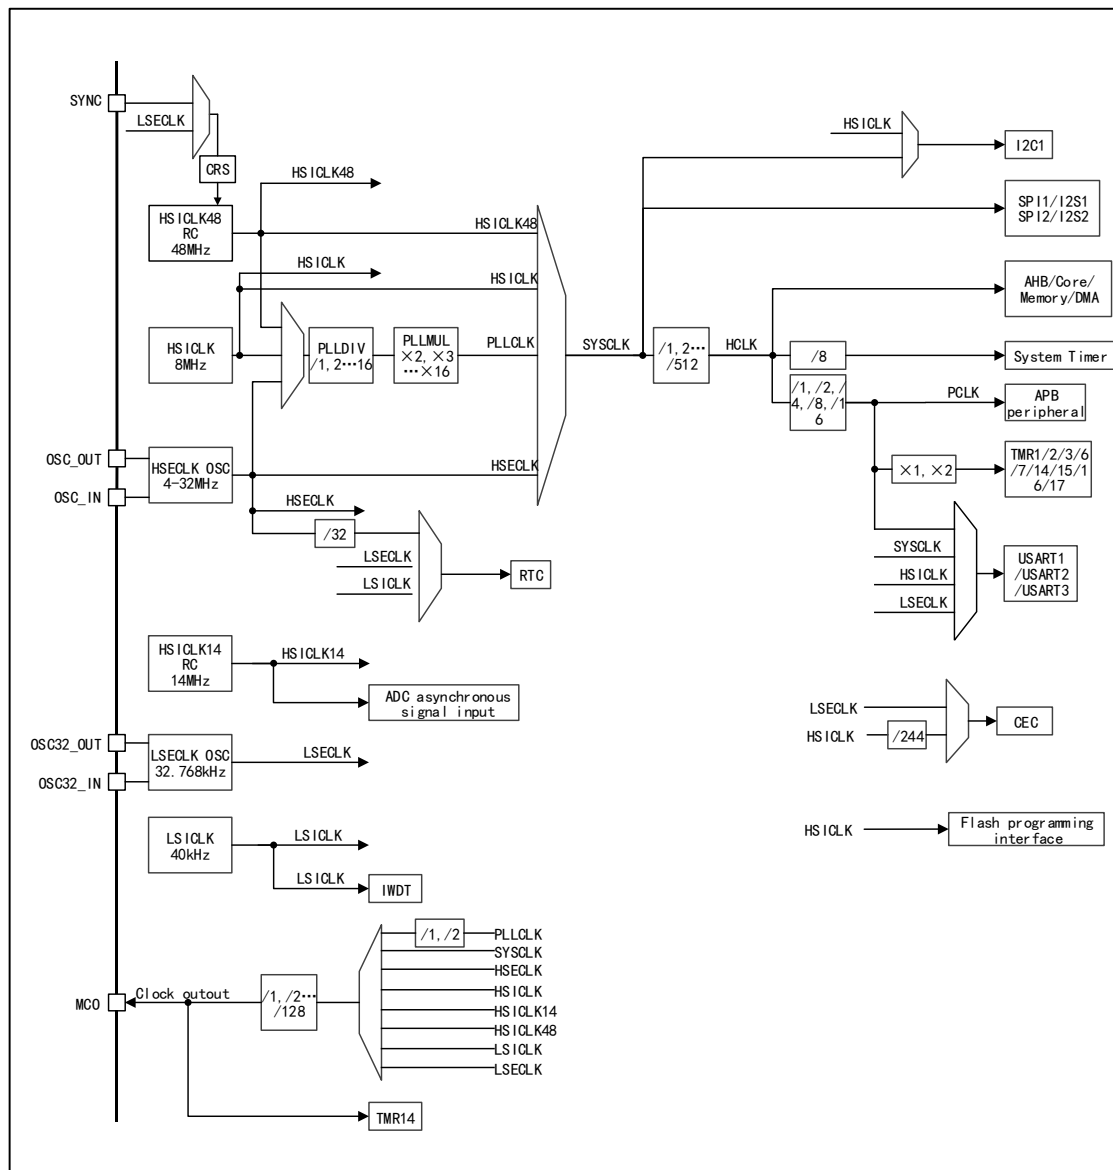 SYNC
LSECLK
CRS
HSICLK48
RC
48MHz
HSICLK48
HSICLK48
HSICLK
HSICLK
HSICLK
8MHz
PLLDIV
/1, 2…16
PLLMUL
×2, ×3
…×16
PLLCLK
SYSCLK
/1, 2…
/512
HCLK
HSICLK
I2C1
SPI1/I2S1
SPI2/I2S2
AHB/Core/
Memory/DMA
/8
System Timer
/1, /2, /
4, /8, /1
6
PCLK
APB
peripheral
×1, ×2
TMR1/2/3/6
/7/14/15/1
6/17
SYSCLK
HSICLK
LSECLK
USART1
/USART2
/USART3
OSC_OUT
OSC_IN
HSECLK OSC
4-32MHz
HSECLK
HSECLK
/32
LSECLK
LSICLK
RTC
HSICLK14
RC
14MHz
HSICLK14
ADC asynchronous
signal input
LSECLK
HSICLK
/244
CEC
OSC32_OUT
OSC32_IN
LSECLK OSC
32.768kHz
LSECLK
LSICLK
40kHz
LSICLK
LSICLK
IWDT
HSICLK
Flash programming
interface
MCO
Clock outout
/1, /2…
/128
/1, /2
PLLCLK
SYSCLK
HSECLK
HSICLK
HSICLK14
HSICLK48
LSICLK
LSECLK
TMR14